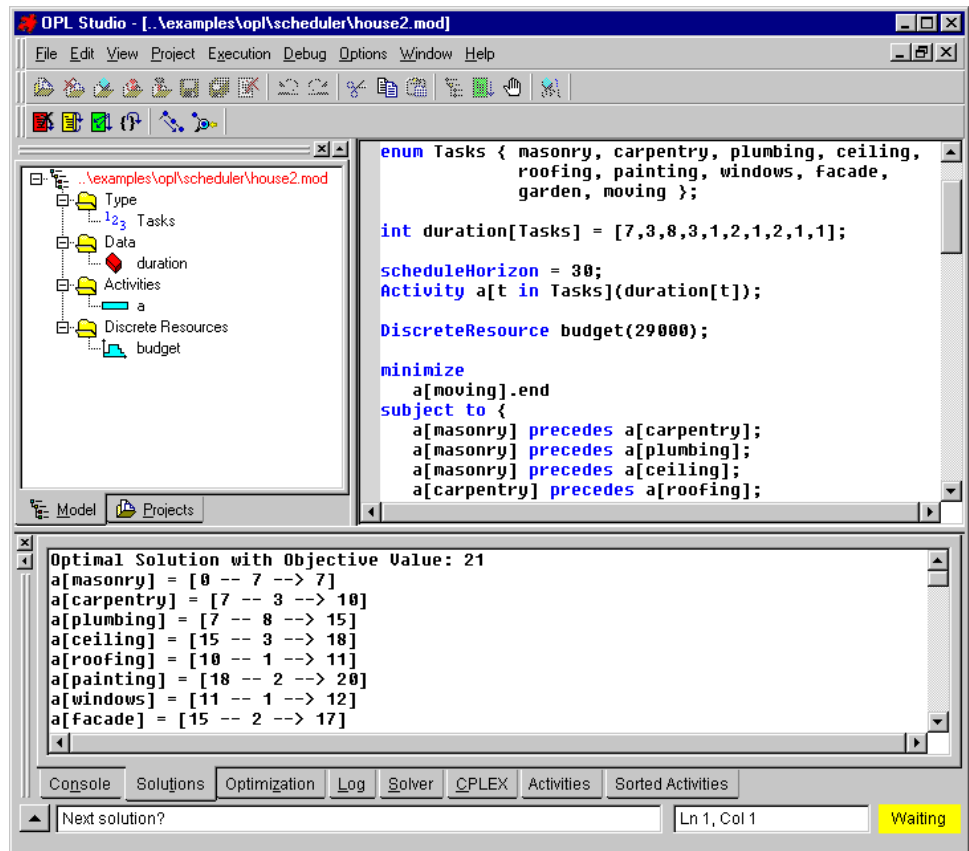 OPL Studio - [..\examples\opl\scheduler\house2.mod]
File Edit View Project Execution Debug Options Window Help
..\examples\opl\scheduler\house2.mod
Type
123 Tasks
Data
duration
Activities
a
Discrete Resources
budget
Model Projects
enum Tasks { masonry, carpentry, plumbing, ceiling,
roofing, painting, windows, facade,
garden, moving };
int duration[Tasks] = [7,3,8,3,1,2,1,2,1,1];
scheduleHorizon = 30;
Activity a[t in Tasks](duration[t]);
DiscreteResource budget(29000);
minimize
a[moving].end
subject to {
a[masonry] precedes a[carpentry];
a[masonry] precedes a[plumbing];
a[masonry] precedes a[ceiling];
a[carpentry] precedes a[roofing];
Optimal Solution with Objective Value: 21
a[masonry] = [0 -- 7 --> 7]
a[carpentry] = [7 -- 3 --> 10]
a[plumbing] = [7 -- 8 --> 15]
a[ceiling] = [15 -- 3 --> 18]
a[roofing] = [10 -- 1 --> 11]
a[painting] = [18 -- 2 --> 20]
a[windows] = [11 -- 1 --> 12]
a[facade] = [15 -- 2 --> 17]
Console Solutions Optimization Log Solver CPLEX Activities Sorted Activities
Next solution? Ln 1, Col 1 Waiting